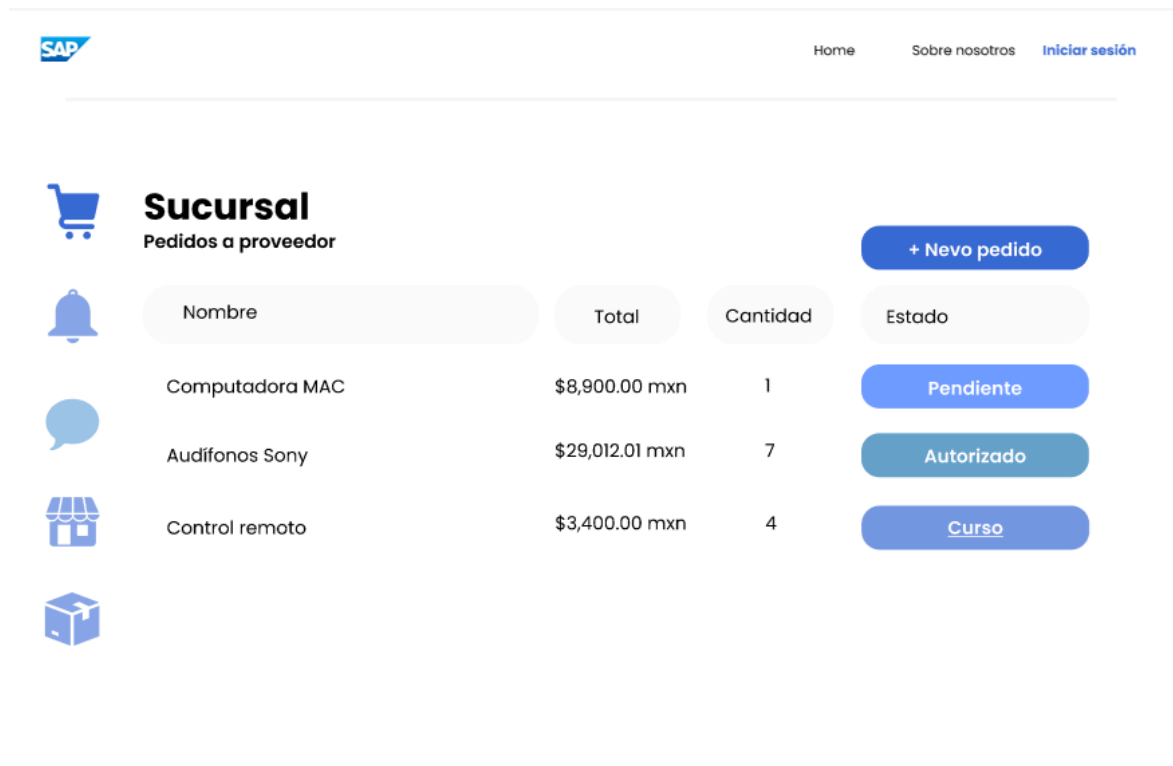 SAP
Home Sobre nosotros Iniciar sesión
Sucursal
Pedidos a proveedor
+ Nevo pedido
Nombre Total Cantidad Estado
Computadora MAC $8,900.00 mxn 1 Pendiente
Audífonos Sony $29,012.01 mxn 7 Autorizado
Control remoto $3,400.00 mxn 4 Curso